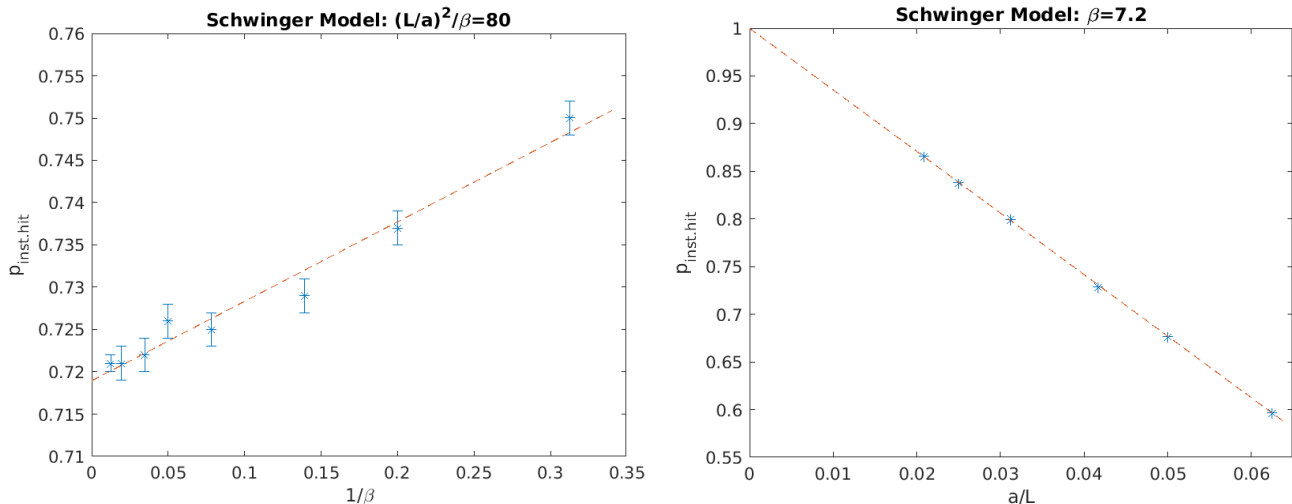 Schwinger Model: (L/a)²/β=80
0.76
0.755
0.75
0.745
0.74
0.735
0.73
0.725
0.72
0.715
0.71
p_inst.hit
0 0.05 0.1 0.15 0.2 0.25 0.3 0.35
1/β
Schwinger Model: β=7.2
1
0.95
0.9
0.85
0.8
0.75
0.7
0.65
0.6
0.55
p_inst.hit
0 0.01 0.02 0.03 0.04 0.05 0.06
a/L